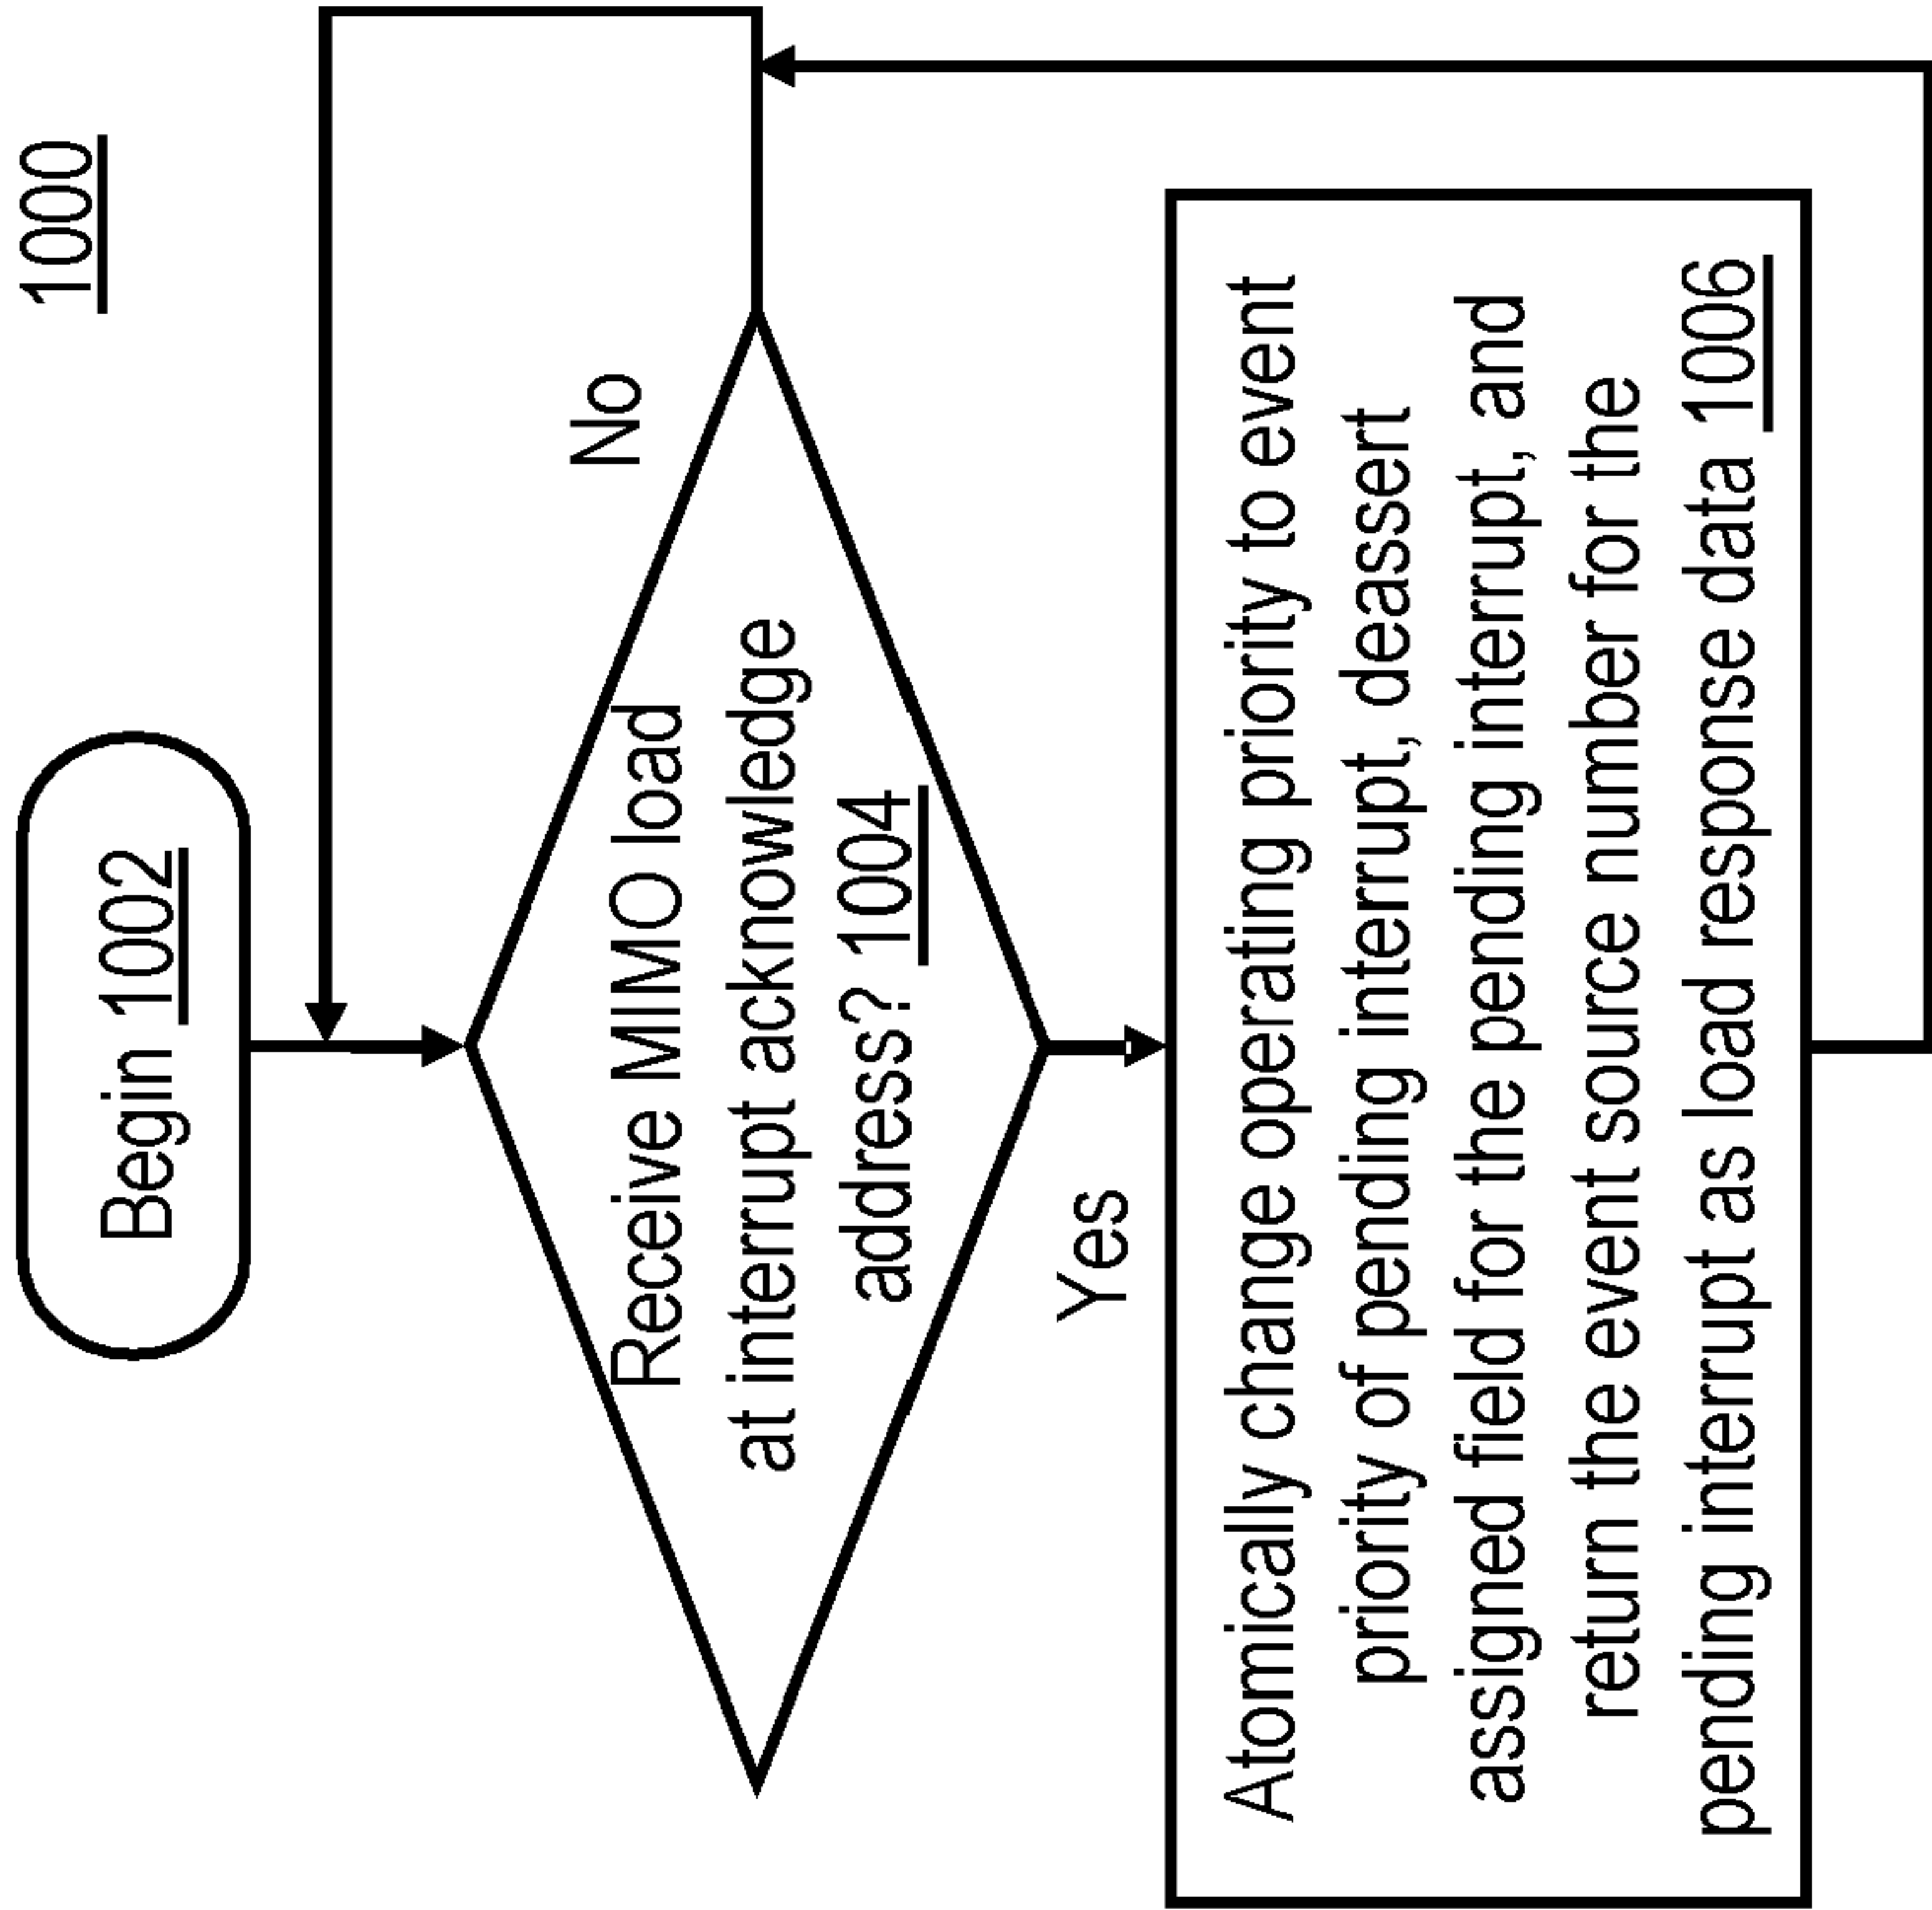 1000
Begin 1002
Receive MIMO load
at interrupt acknowledge
address? 1004
No
Yes
Atomically change operating priority to event
priority of pending interrupt, deassert
assigned field for the pending interrupt, and
return the event source number for the
pending interrupt as load response data 1006